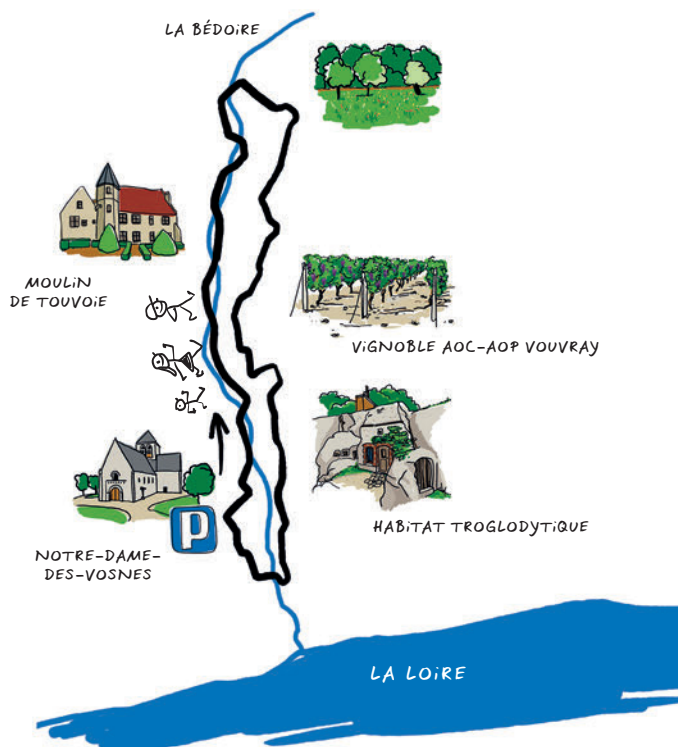 LA BÉDOIRE
MOULIN
DE TOUVOIE
VIGNOBLE AOC-AOP VOUVRAY
HABITAT TROGLODYTIQUE
P
NOTRE-DAME-
DES-VOSNES
LA LOIRE